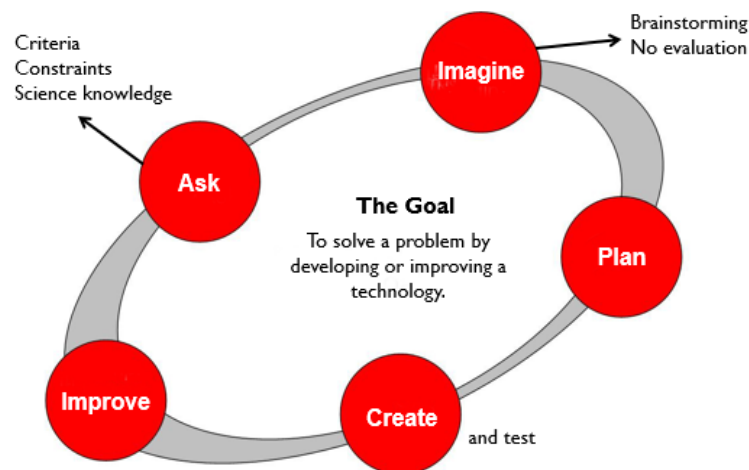 Criteria
Constraints
Science knowledge
Brainstorming
No evaluation
Imagine
Ask
The Goal
To solve a problem by
developing or improving a
technology.
Plan
Improve
Create
and test